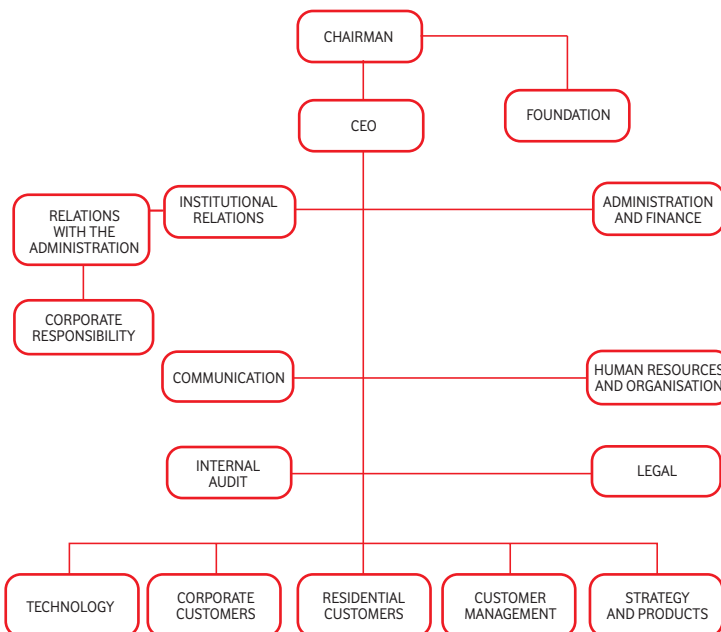 CHAIRMAN
FOUNDATION
CEO
INSTITUTIONAL
RELATIONS
ADMINISTRATION
AND FINANCE
RELATIONS
WITH THE
ADMINISTRATION
CORPORATE
RESPONSIBILITY
COMMUNICATION
HUMAN RESOURCES
AND ORGANISATION
INTERNAL
AUDIT
LEGAL
TECHNOLOGY
CORPORATE
CUSTOMERS
RESIDENTIAL
CUSTOMERS
CUSTOMER
MANAGEMENT
STRATEGY
AND PRODUCTS